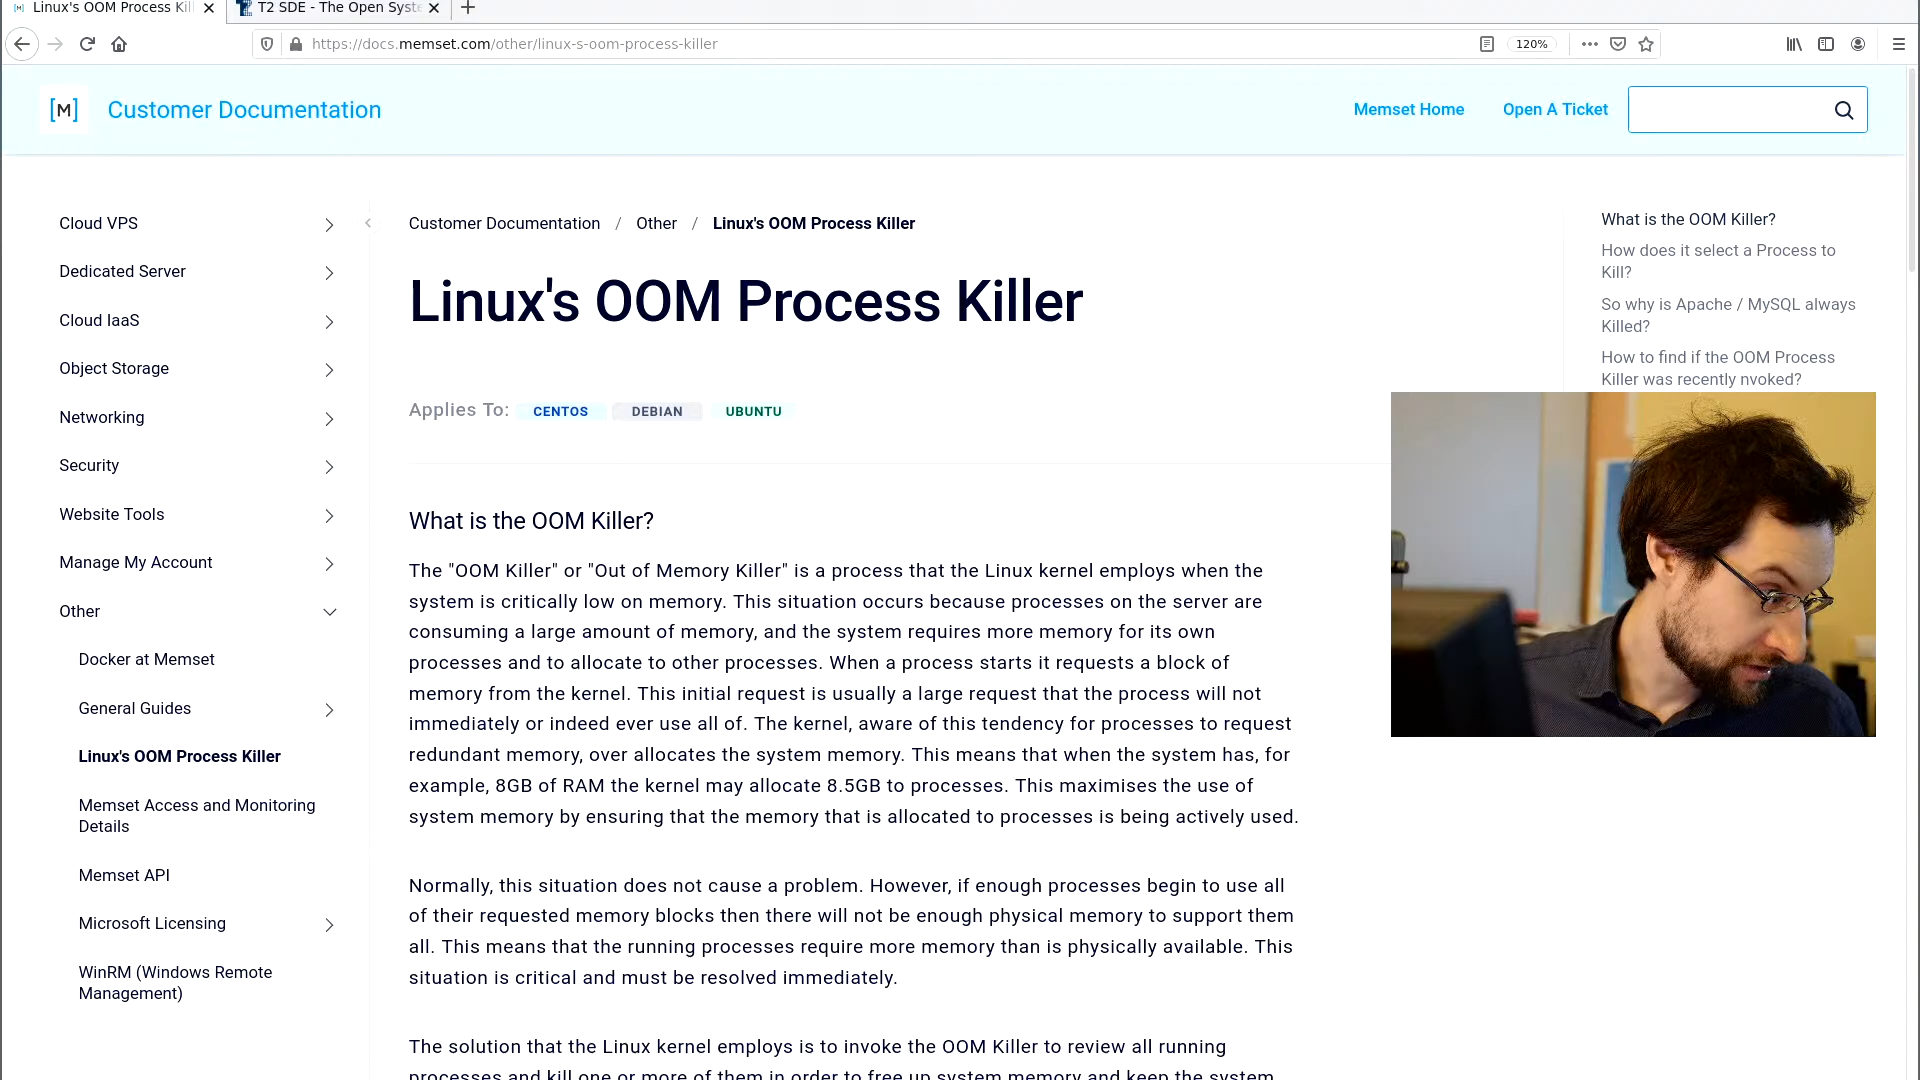 Linux's OOM Process Kil
T2 SDE - The Open Syst
https://docs.memset.com/other/linux-s-oom-process-killer
120%
[M]
Customer Documentation
Memset Home
Open A Ticket
Cloud VPS
Dedicated Server
Cloud IaaS
Object Storage
Networking
Security
Website Tools
Manage My Account
Other
Docker at Memset
General Guides
Linux's OOM Process Killer
Memset Access and Monitoring
Details
Memset API
Microsoft Licensing
WinRM (Windows Remote
Management)
Customer Documentation / Other / Linux's OOM Process Killer
Linux's OOM Process Killer
Applies To: CENTOS DEBIAN UBUNTU
What is the OOM Killer?
The "OOM Killer" or "Out of Memory Killer" is a process that the Linux kernel employs when the
system is critically low on memory. This situation occurs because processes on the server are
consuming a large amount of memory, and the system requires more memory for its own
processes and to allocate to other processes. When a process starts it requests a block of
memory from the kernel. This initial request is usually a large request that the process will not
immediately or indeed ever use all of. The kernel, aware of this tendency for processes to request
redundant memory, over allocates the system memory. This means that when the system has, for
example, 8GB of RAM the kernel may allocate 8.5GB to processes. This maximises the use of
system memory by ensuring that the memory that is allocated to processes is being actively used.
Normally, this situation does not cause a problem. However, if enough processes begin to use all
of their requested memory blocks then there will not be enough physical memory to support them
all. This means that the running processes require more memory than is physically available. This
situation is critical and must be resolved immediately.
The solution that the Linux kernel employs is to invoke the OOM Killer to review all running
processes and kill one or more of them in order to free up system memory and keep the system
What is the OOM Killer?
How does it select a Process to
Kill?
So why is Apache / MySQL always
Killed?
How to find if the OOM Process
Killer was recently nvoked?